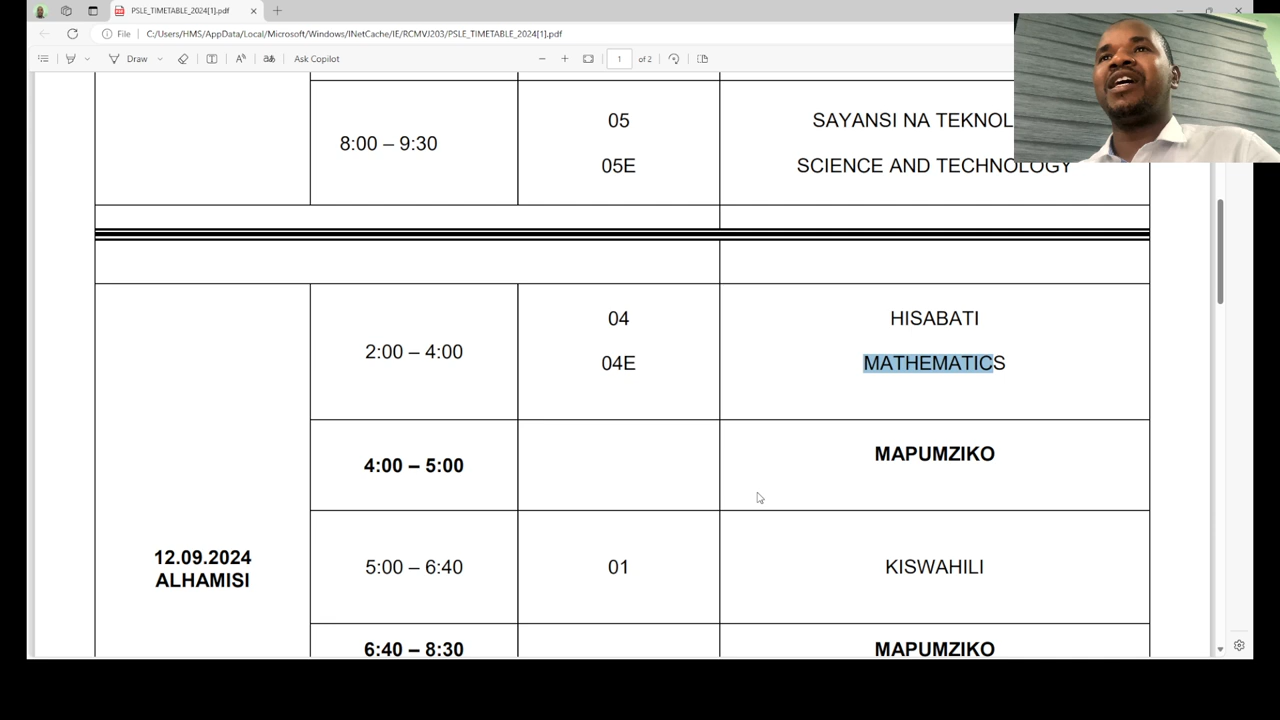 PSLE_TIMETABLE_2024[1].pdf
File
C:/Users/HMS/AppData/Local/Microsoft/Windows/INetCache/IE/RCMVJ203/PSLE_TIMETABLE_2024[1].pdf
Draw
Ask Copilot
1 of 2
8:00 – 9:30
05
SAYANSI NA TEKNOL
05E
SCIENCE AND TECHNOLOGY
2:00 – 4:00
04
HISABATI
04E
MATHEMATICS
4:00 – 5:00
MAPUMZIKO
12.09.2024
ALHAMISI
5:00 – 6:40
01
KISWAHILI
6:40 – 8:30
MAPUMZIKO